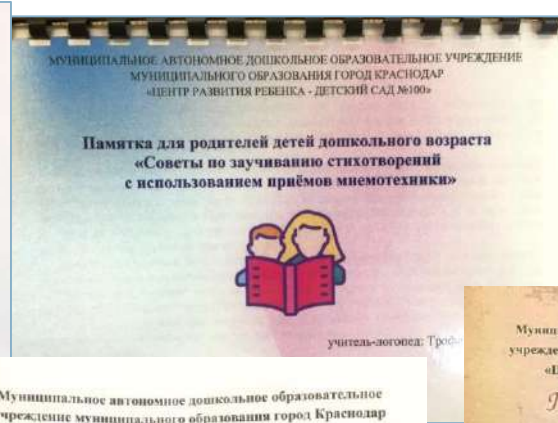 МУНИЦИПАЛЬНОЕ АВТОНОМНОЕ ДОШКОЛЬНОЕ ОБРАЗОВАТЕЛЬНОЕ УЧРЕЖДЕНИЕ
МУНИЦИПАЛЬНОГО ОБРАЗОВАНИЯ ГОРОД КРАСНОДАР
«ЦЕНТР РАЗВИТИЯ РЕБЕНКА - ДЕТСКИЙ САД №100»
Памятка для родителей детей дошкольного возраста
«Советы по заучиванию стихотворений
с использованием приёмов мнемотехники»
учитель-логопед:
Муниципальное автономное дошкольное образовательное
учреждение муниципального образования город Краснодар